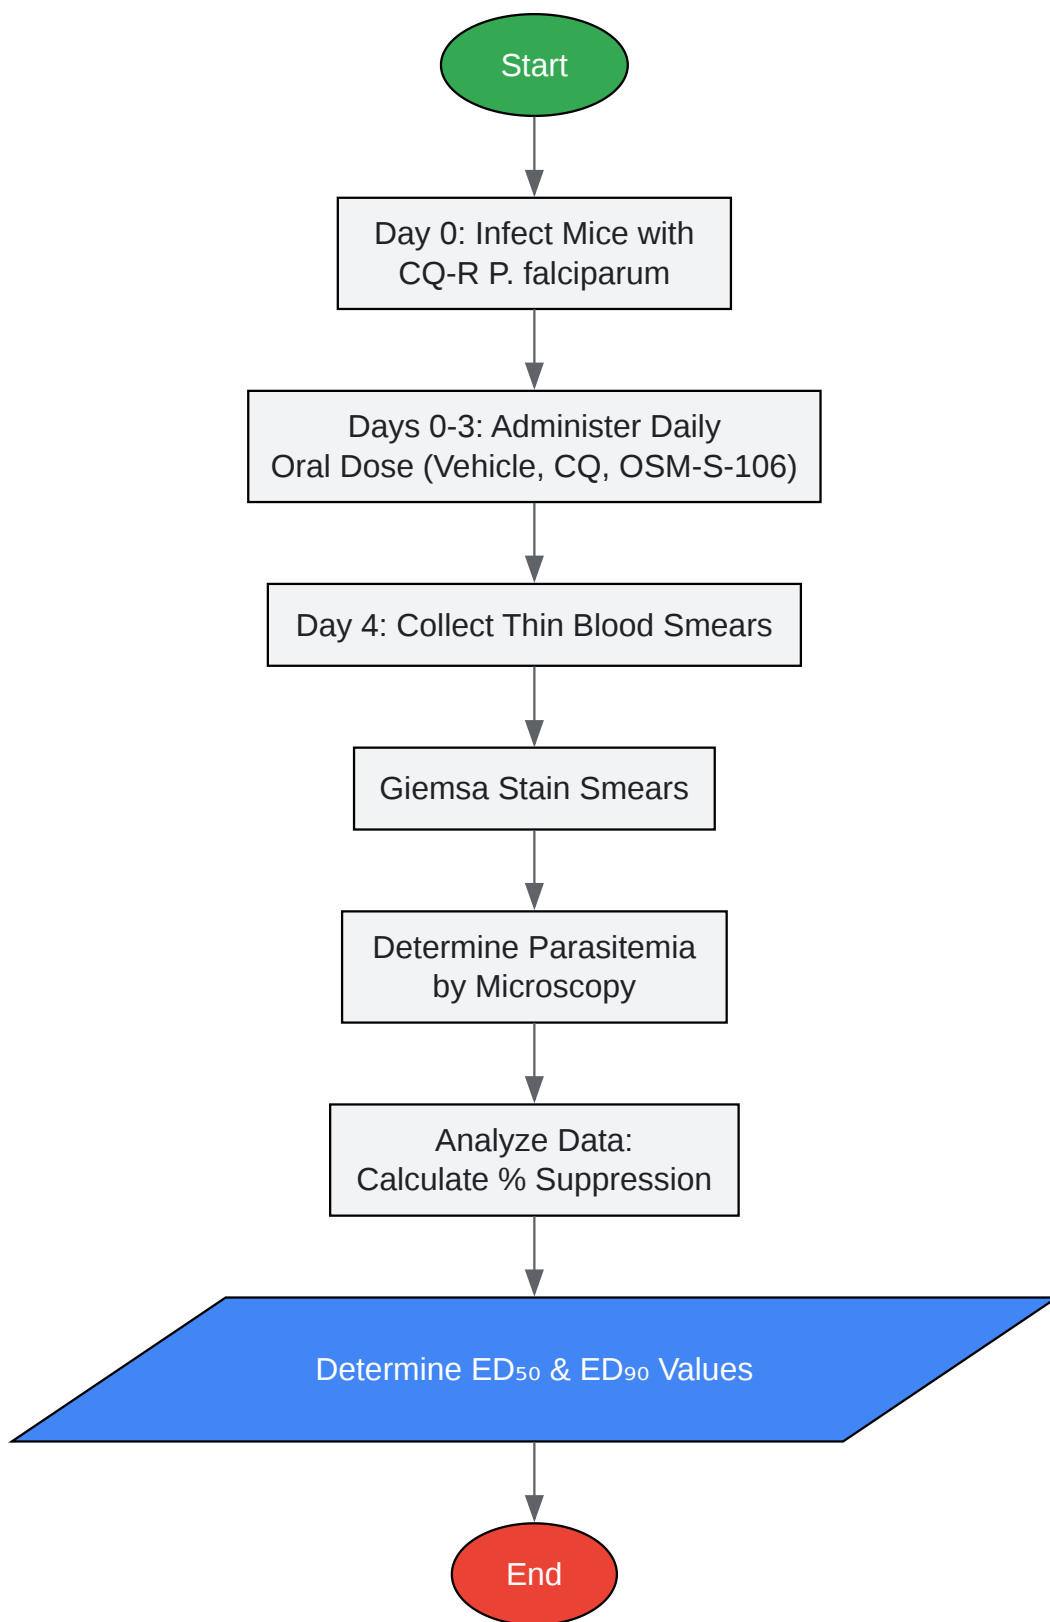 Start
Day 0: Infect Mice with
CQ-R P. falciparum
Days 0-3: Administer Daily
Oral Dose (Vehicle, CQ, OSM-S-106)
Day 4: Collect Thin Blood Smears
Giemsa Stain Smears
Determine Parasitemia
by Microscopy
Analyze Data:
Calculate % Suppression
Determine ED₅₀ & ED₉₀ Values
End